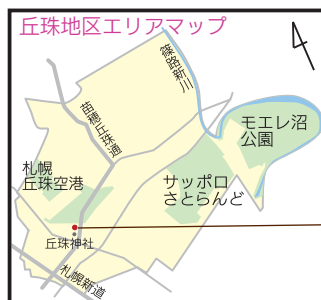 丘珠地区エリアマップ
篠路新川
モエレ沼
公園
苗穂丘珠通
札幌
丘珠空港
サッポロ
さとらんど
丘珠神社
札幌新道